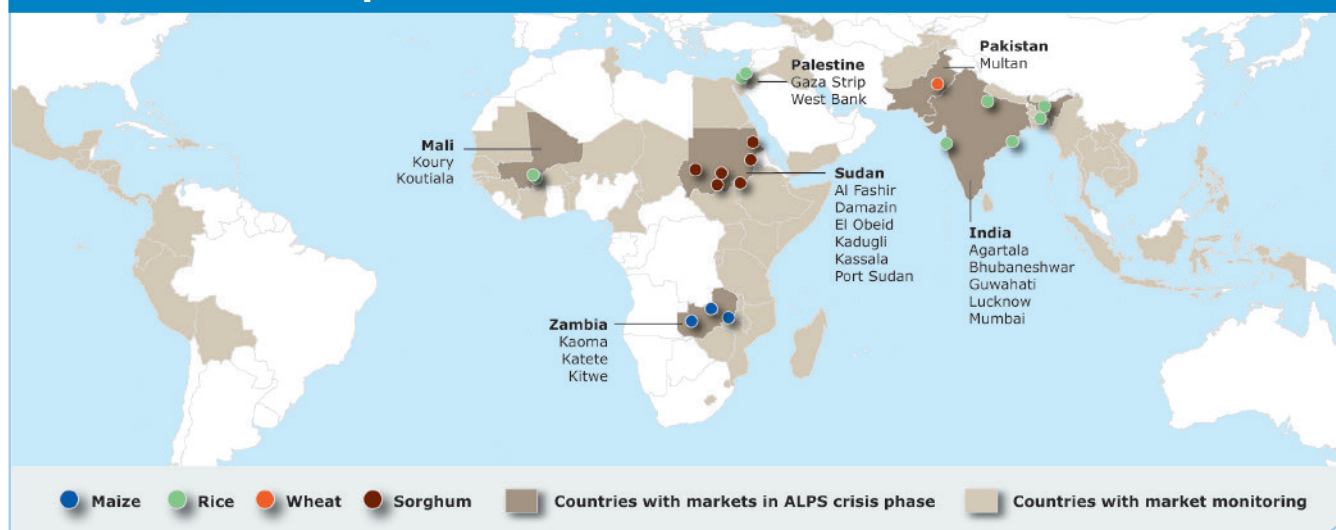 Pakistan
Multan
Palestine
Gaza Strip
West Bank
Mali
Koury
Koutiala
Sudan
Al Fashir
Damazin
El Obeid
Kadugli
Kassala
Port Sudan
India
Agartala
Bhubaneshwar
Guwahati
Lucknow
Mumbai
Zambia
Kaoma
Katete
Kitwe
Maize Rice Wheat Sorghum Countries with markets in ALPS crisis phase Countries with market monitoring